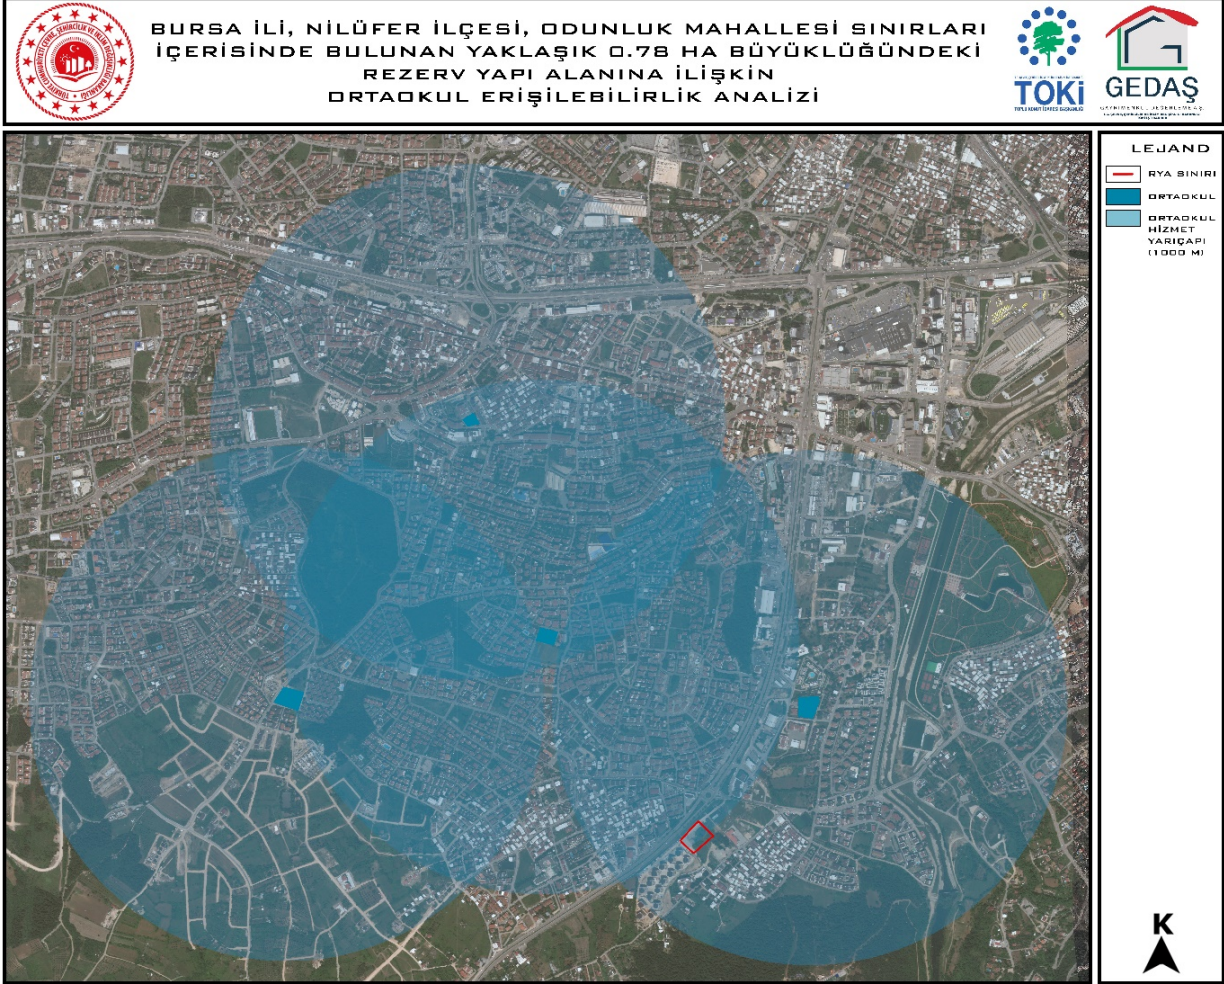 BURSA İLİ, NİLÜFER İLÇESİ, ODUNLUK MAHALLESİ SINIRLARI
İÇERİSİNDE BULUNAN YAKLAŞIK 0.78 HA BÜYÜKLÜĞÜNDEKİ
REZERV YAPI ALANINA İLİŞKİN
ORTAOKUL ERİŞİLEBİLİRLİK ANALİZİ
TOKİ
GEDAŞ
LEJAND
RYA SINIRI
ORTAOKUL
ORTAOKUL
HİZMET
YARIÇAPI
(1000 M)
K